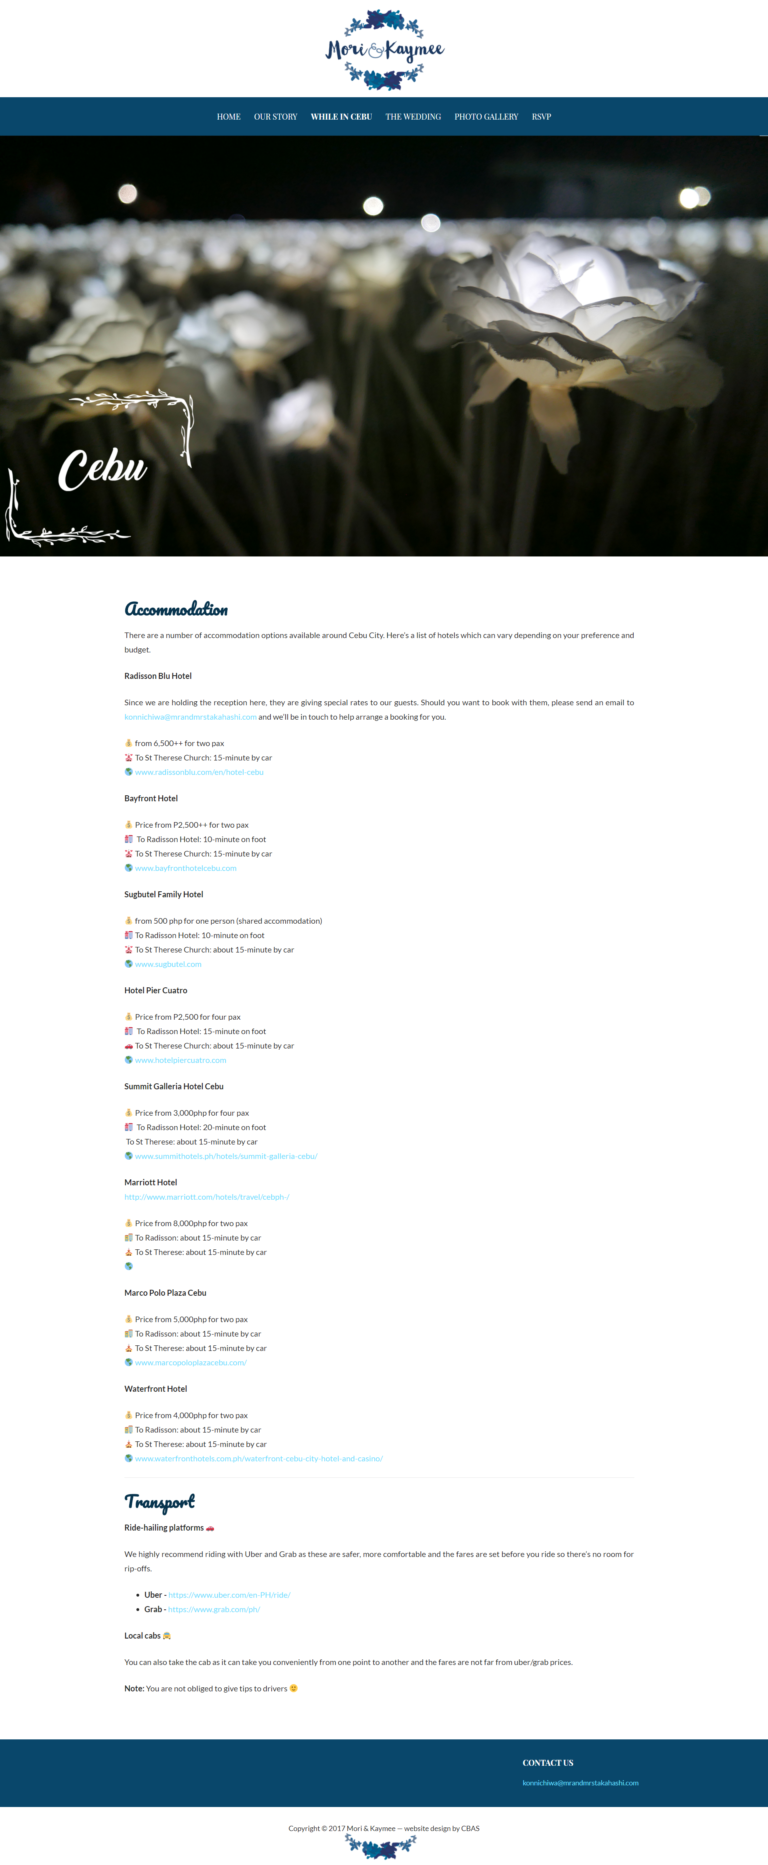 Mori & Kaymee
HOME OUR STORY WHILE IN CEBU THE WEDDING PHOTO GALLERY RSVP
Cebu
Accommodation
There are a number of accommodation options available around Cebu City. Here's a list of hotels which can vary depending on your preference and
budget.
Radisson Blu Hotel
Since we are holding the reception here, they are giving special rates to our guests. Should you want to book with them, please send an email to
konnichiwa@mrandmrstakahashi.com and we'll be in touch to help arrange a booking for you.
💰 from 6,500++ for two pax
💒 To St Therese Church: 15-minute by car
🌏 www.radissonblu.com/en/hotel-cebu
Bayfront Hotel
💰 Price from P2,500++ for two pax
🏨 To Radisson Hotel: 10-minute on foot
💒 To St Therese Church: 15-minute by car
🌏 www.bayfronthotelcebu.com
Sugbutel Family Hotel
💰 from 500 php for one person (shared accommodation)
🏨 To Radisson Hotel: 10-minute on foot
💒 To St Therese Church: about 15-minute by car
🌏 www.sugbutel.com
Hotel Pier Cuatro
💰 Price from P2,500 for four pax
🏨 To Radisson Hotel: 15-minute on foot
🚗 To St Therese Church: about 15-minute by car
🌏 www.hotelpiercuatro.com
Summit Galleria Hotel Cebu
💰 Price from 3,000php for four pax
🏨 To Radisson Hotel: 20-minute on foot
To St Therese: about 15-minute by car
🌏 www.summithotels.ph/hotels/summit-galleria-cebu/
Marriott Hotel
http://www.marriott.com/hotels/travel/cebph-/
💰 Price from 8,000php for two pax
🏨 To Radisson: about 15-minute by car
⛪ To St Therese: about 15-minute by car
🌏
Marco Polo Plaza Cebu
💰 Price from 5,000php for two pax
🏨 To Radisson: about 15-minute by car
⛪ To St Therese: about 15-minute by car
🌏 www.marcopoloplazacebu.com/
Waterfront Hotel
💰 Price from 4,000php for two pax
🏨 To Radisson: about 15-minute by car
⛪ To St Therese: about 15-minute by car
🌏 www.waterfronthotels.com.ph/waterfront-cebu-city-hotel-and-casino/
Transport
Ride-hailing platforms 🚗
We highly recommend riding with Uber and Grab as these are safer, more comfortable and the fares are set before you ride so there's no room for
rip-offs.
• Uber - https://www.uber.com/en-PH/ride/
• Grab - https://www.grab.com/ph/
Local cabs 🚖
You can also take the cab as it can take you conveniently from one point to another and the fares are not far from uber/grab prices.
Note: You are not obliged to give tips to drivers 🙂
CONTACT US
konnichiwa@mrandmrstakahashi.com
Copyright © 2017 Mori & Kaymee — website design by CBAS